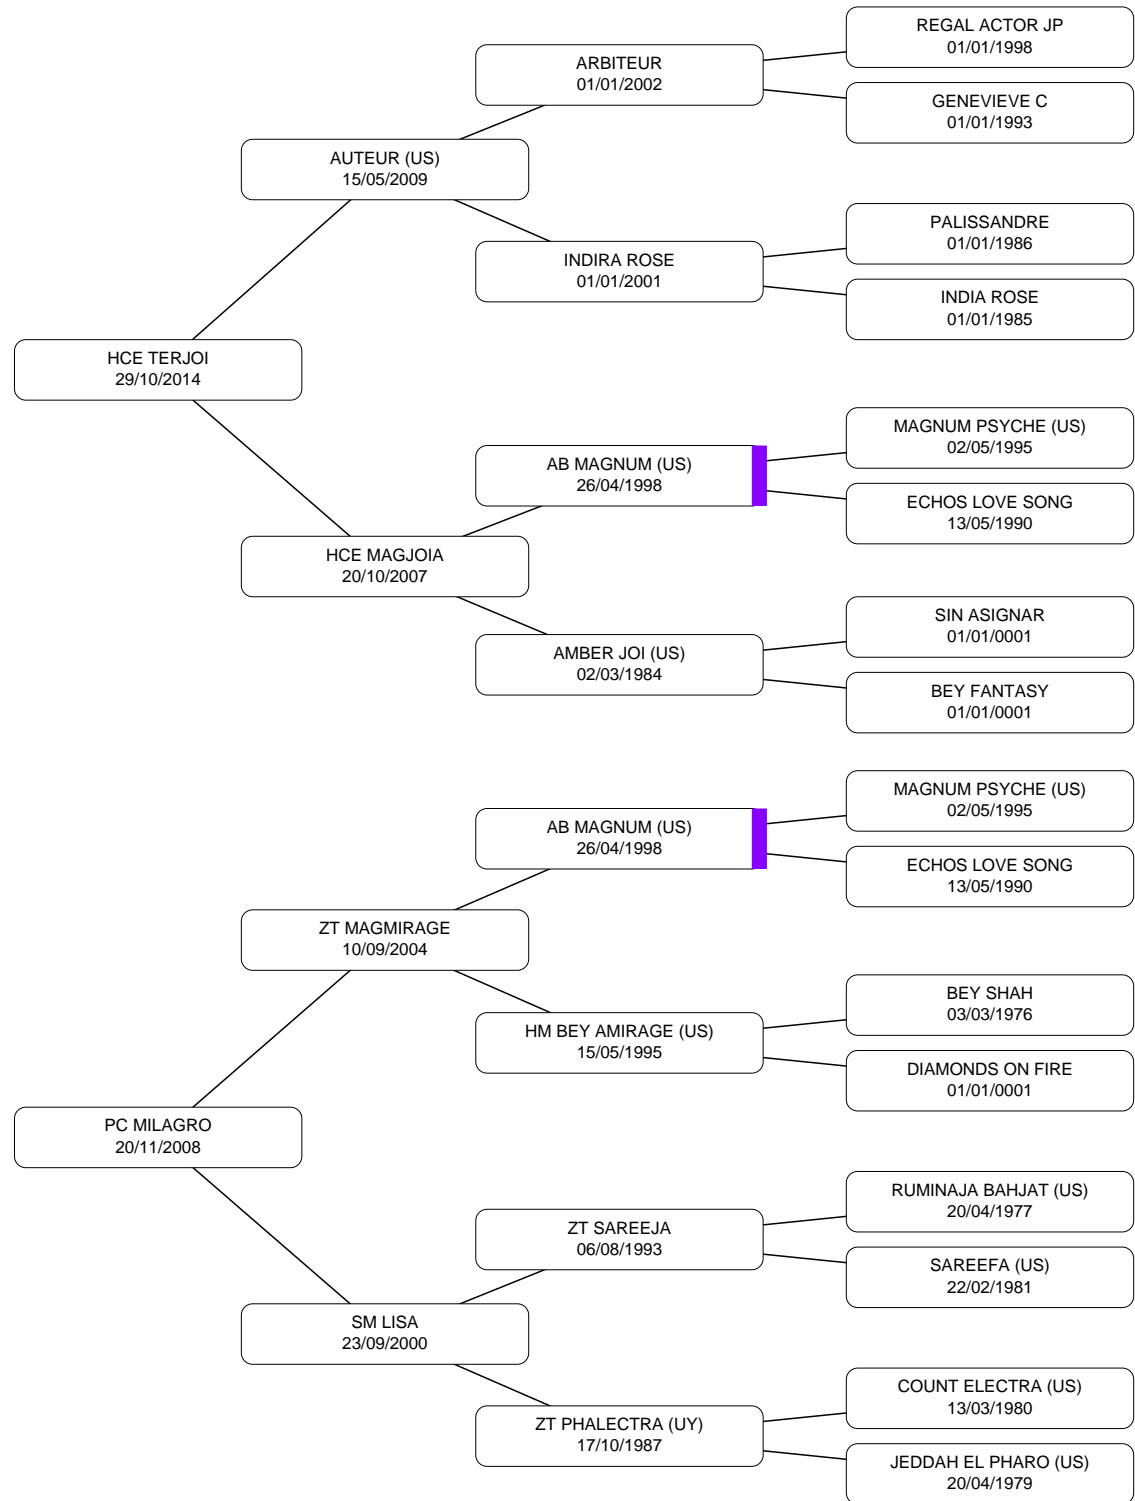 REGAL ACTOR JP
01/01/1998
ARBITEUR
01/01/2002
GENEVIEVE C
01/01/1993
AUTEUR (US)
15/05/2009
PALISSANDRE
01/01/1986
INDIRA ROSE
01/01/2001
INDIA ROSE
01/01/1985
HCE TERJOI
29/10/2014
MAGNUM PSYCHE (US)
02/05/1995
AB MAGNUM (US)
26/04/1998
ECHOS LOVE SONG
13/05/1990
HCE MAGJOIA
20/10/2007
SIN ASIGNAR
01/01/0001
AMBER JOI (US)
02/03/1984
BEY FANTASY
01/01/0001
MAGNUM PSYCHE (US)
02/05/1995
AB MAGNUM (US)
26/04/1998
ECHOS LOVE SONG
13/05/1990
ZT MAGMIRAGE
10/09/2004
BEY SHAH
03/03/1976
HM BEY AMIRAGE (US)
15/05/1995
DIAMONDS ON FIRE
01/01/0001
PC MILAGRO
20/11/2008
RUMINAJA BAHJAT (US)
20/04/1977
ZT SAREEJA
06/08/1993
SAREEFA (US)
22/02/1981
SM LISA
23/09/2000
COUNT ELECTRA (US)
13/03/1980
ZT PHALECTRA (UY)
17/10/1987
JEDDAH EL PHARO (US)
20/04/1979